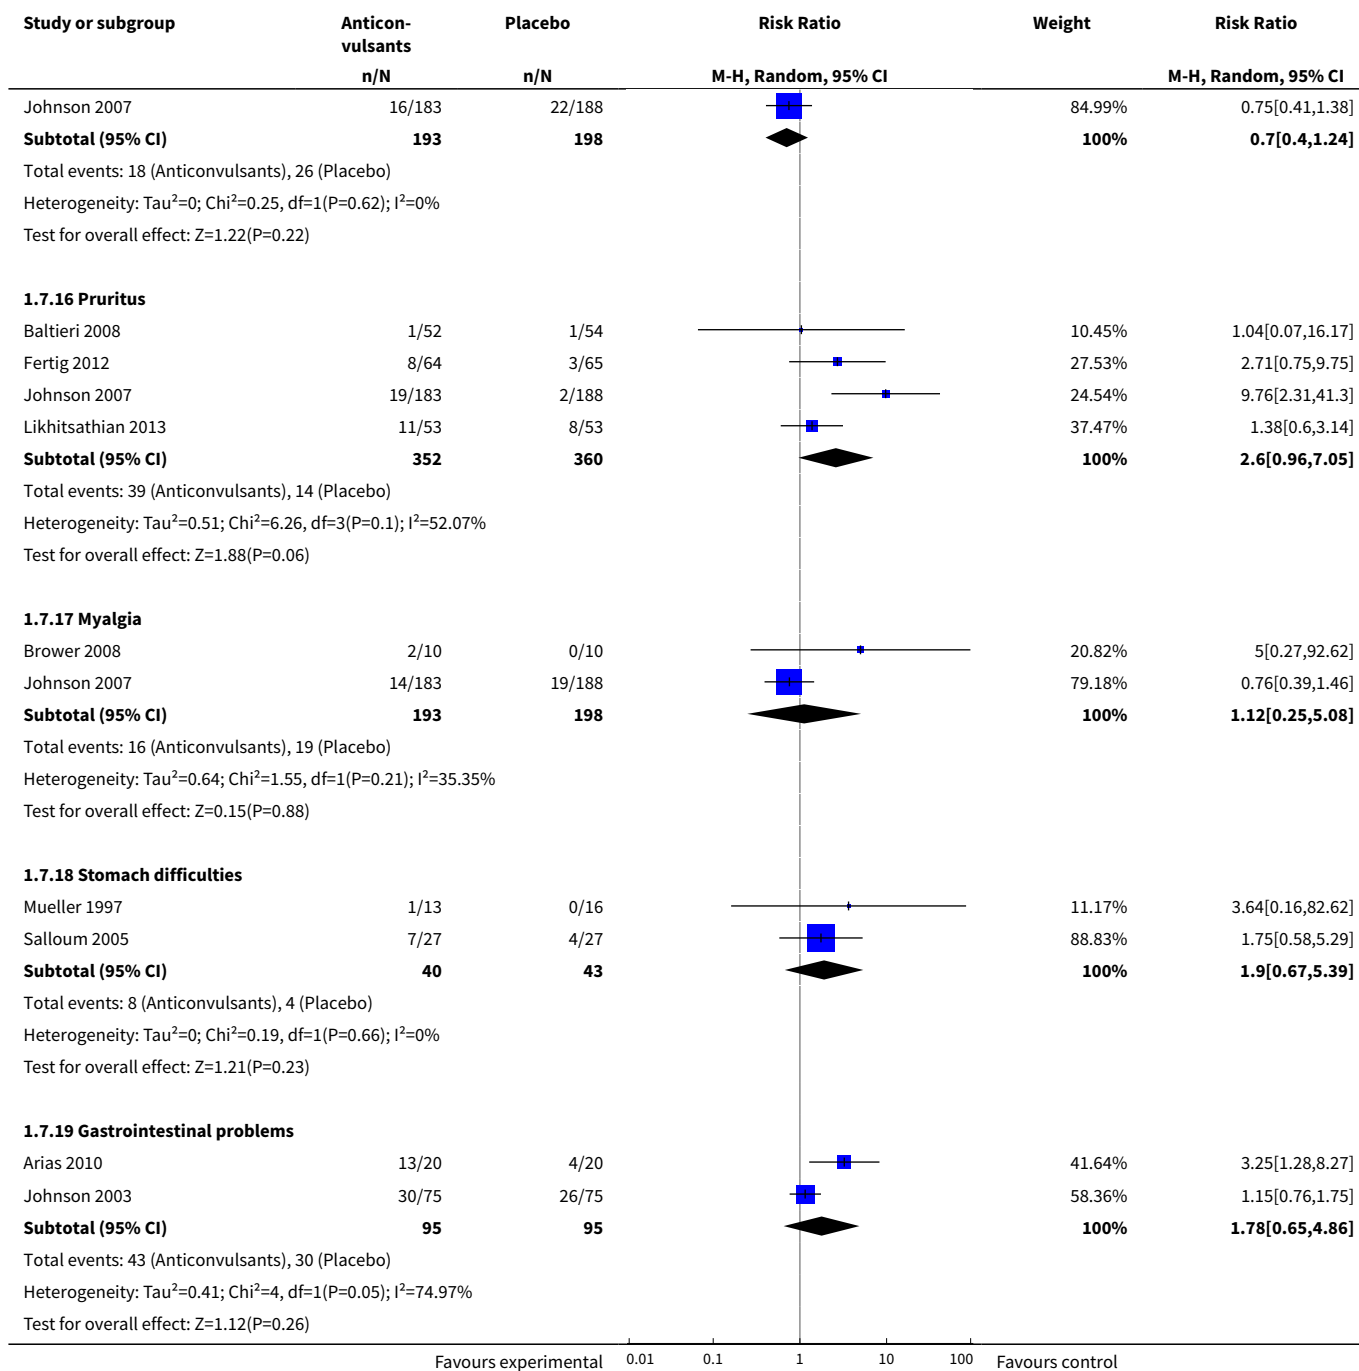 Study or subgroup Anticon- Placebo Risk Ratio Weight Risk Ratio
vulsants
n/N n/N M-H, Random, 95% CI M-H, Random, 95% CI
Johnson 2007 16/183 22/188 84.99% 0.75[0.41,1.38]
Subtotal (95% CI) 193 198 100% 0.7[0.4,1.24]
Total events: 18 (Anticonvulsants), 26 (Placebo)
Heterogeneity: Tau²=0; Chi²=0.25, df=1(P=0.62); I²=0%
Test for overall effect: Z=1.22(P=0.22)
1.7.16 Pruritus
Baltieri 2008 1/52 1/54 10.45% 1.04[0.07,16.17]
Fertig 2012 8/64 3/65 27.53% 2.71[0.75,9.75]
Johnson 2007 19/183 2/188 24.54% 9.76[2.31,41.3]
Likhitsathian 2013 11/53 8/53 37.47% 1.38[0.6,3.14]
Subtotal (95% CI) 352 360 100% 2.6[0.96,7.05]
Total events: 39 (Anticonvulsants), 14 (Placebo)
Heterogeneity: Tau²=0.51; Chi²=6.26, df=3(P=0.1); I²=52.07%
Test for overall effect: Z=1.88(P=0.06)
1.7.17 Myalgia
Brower 2008 2/10 0/10 20.82% 5[0.27,92.62]
Johnson 2007 14/183 19/188 79.18% 0.76[0.39,1.46]
Subtotal (95% CI) 193 198 100% 1.12[0.25,5.08]
Total events: 16 (Anticonvulsants), 19 (Placebo)
Heterogeneity: Tau²=0.64; Chi²=1.55, df=1(P=0.21); I²=35.35%
Test for overall effect: Z=0.15(P=0.88)
1.7.18 Stomach difficulties
Mueller 1997 1/13 0/16 11.17% 3.64[0.16,82.62]
Salloum 2005 7/27 4/27 88.83% 1.75[0.58,5.29]
Subtotal (95% CI) 40 43 100% 1.9[0.67,5.39]
Total events: 8 (Anticonvulsants), 4 (Placebo)
Heterogeneity: Tau²=0; Chi²=0.19, df=1(P=0.66); I²=0%
Test for overall effect: Z=1.21(P=0.23)
1.7.19 Gastrointestinal problems
Arias 2010 13/20 4/20 41.64% 3.25[1.28,8.27]
Johnson 2003 30/75 26/75 58.36% 1.15[0.76,1.75]
Subtotal (95% CI) 95 95 100% 1.78[0.65,4.86]
Total events: 43 (Anticonvulsants), 30 (Placebo)
Heterogeneity: Tau²=0.41; Chi²=4, df=1(P=0.05); I²=74.97%
Test for overall effect: Z=1.12(P=0.26)
Favours experimental 0.01 0.1 1 10 100 Favours control